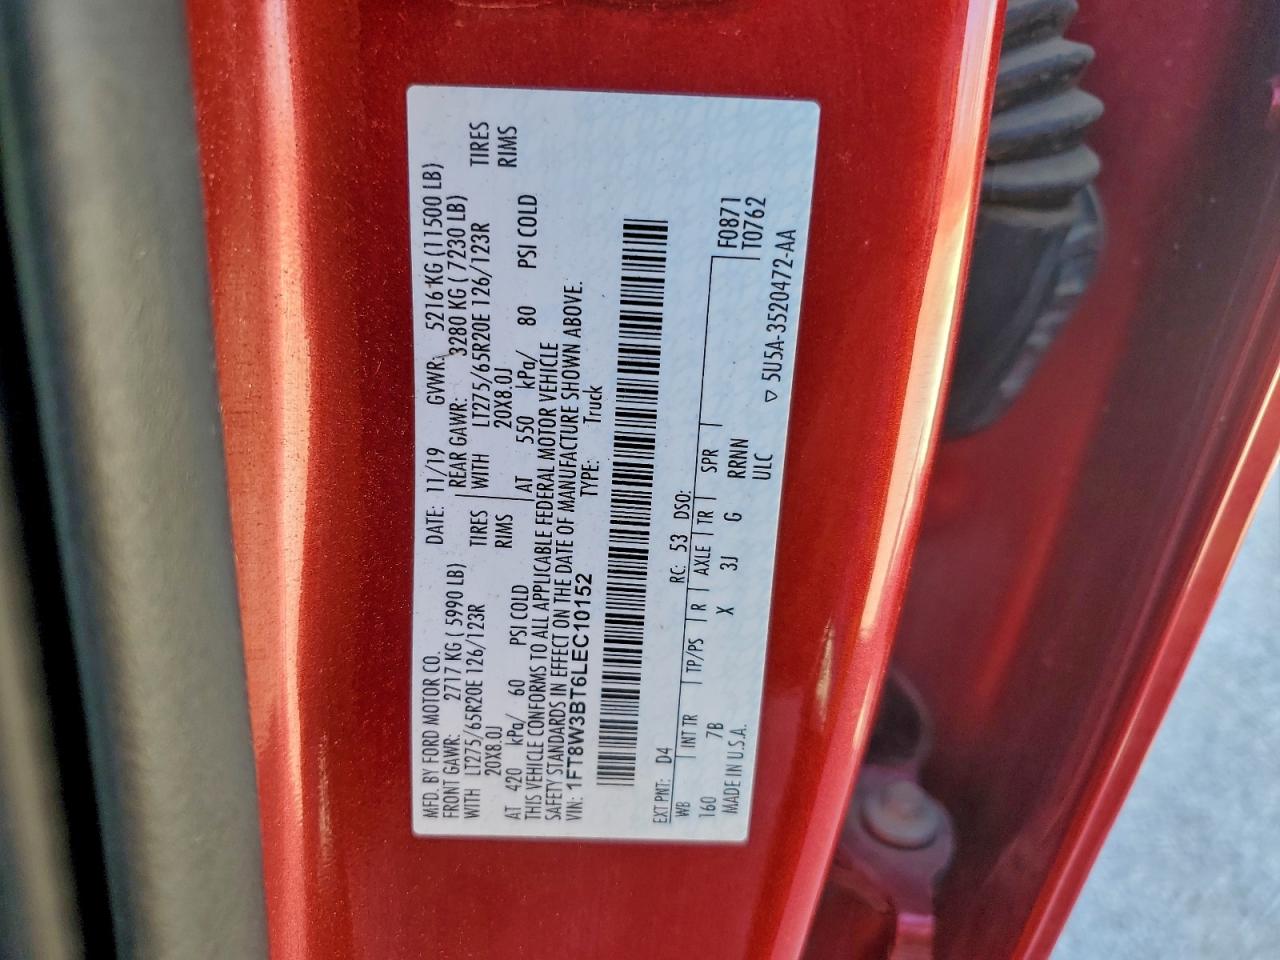 MFD. BY FORD MOTOR CO. DATE: 11/19 GVWR: 5216 KG (11500 LB)
FRONT GAWR: 2717 KG ( 5990 LB) REAR GAWR: 3280 KG ( 7230 LB)
WITH LT275/65R20E 126/123R TIRES WITH LT275/65R20E 126/123R TIRES
20X8.0J RIMS 20X8.0J RIMS
AT 420 kPa/ 60 PSI COLD AT 550 kPa/ 80 PSI COLD
THIS VEHICLE CONFORMS TO ALL APPLICABLE FEDERAL MOTOR VEHICLE
SAFETY STANDARDS IN EFFECT ON THE DATE OF MANUFACTURE SHOWN ABOVE.
VIN: 1FT8W3BT6LEC10152 TYPE: Truck
EXT PNT: D4 RC: 53 DSO:
WB INT TR TP/PS R AXLE TR SPR F0871
160 7B X 3J G RRNN T0762
MADE IN U.S.A. ULC ▽ 5U5A-3520472-AA